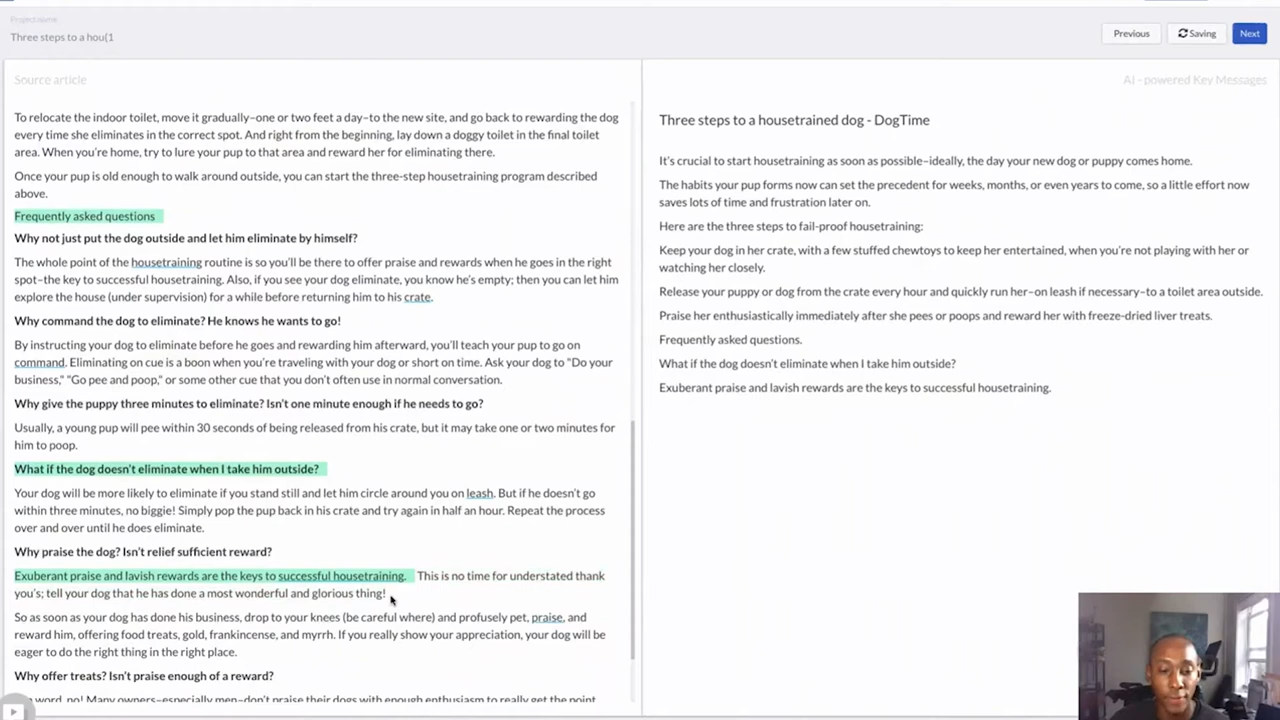 Project name
Three steps to a hou(1
Previous
Saving
Next
Source article
AI - powered Key Messages
To relocate the indoor toilet, move it gradually–one or two feet a day–to the new site, and go back to rewarding the dog
every time she eliminates in the correct spot. And right from the beginning, lay down a doggy toilet in the final toilet
area. When you're home, try to lure your pup to that area and reward her for eliminating there.
Once your pup is old enough to walk around outside, you can start the three-step housetraining program described
above.
Frequently asked questions
Why not just put the dog outside and let him eliminate by himself?
The whole point of the housetraining routine is so you'll be there to offer praise and rewards when he goes in the right
spot–the key to successful housetraining. Also, if you see your dog eliminate, you know he's empty; then you can let him
explore the house (under supervision) for a while before returning him to his crate.
Why command the dog to eliminate? He knows he wants to go!
By instructing your dog to eliminate before he goes and rewarding him afterward, you'll teach your pup to go on
command. Eliminating on cue is a boon when you're traveling with your dog or short on time. Ask your dog to "Do your
business," "Go pee and poop," or some other cue that you don't often use in normal conversation.
Why give the puppy three minutes to eliminate? Isn't one minute enough if he needs to go?
Usually, a young pup will pee within 30 seconds of being released from his crate, but it may take one or two minutes for
him to poop.
What if the dog doesn't eliminate when I take him outside?
Your dog will be more likely to eliminate if you stand still and let him circle around you on leash. But if he doesn't go
within three minutes, no biggie! Simply pop the pup back in his crate and try again in half an hour. Repeat the process
over and over until he does eliminate.
Why praise the dog? Isn't relief sufficient reward?
Exuberant praise and lavish rewards are the keys to successful housetraining. This is no time for understated thank
you's; tell your dog that he has done a most wonderful and glorious thing!
So as soon as your dog has done his business, drop to your knees (be careful where) and profusely pet, praise, and
reward him, offering food treats, gold, frankincense, and myrrh. If you really show your appreciation, your dog will be
eager to do the right thing in the right place.
Why offer treats? Isn't praise enough of a reward?
word, no! Many owners–especially men–don't praise their dogs with enough enthusiasm to really get the point
Three steps to a housetrained dog - DogTime
It's crucial to start housetraining as soon as possible–ideally, the day your new dog or puppy comes home.
The habits your pup forms now can set the precedent for weeks, months, or even years to come, so a little effort now
saves lots of time and frustration later on.
Here are the three steps to fail-proof housetraining:
Keep your dog in her crate, with a few stuffed chewtoys to keep her entertained, when you're not playing with her or
watching her closely.
Release your puppy or dog from the crate every hour and quickly run her–on leash if necessary–to a toilet area outside.
Praise her enthusiastically immediately after she pees or poops and reward her with freeze-dried liver treats.
Frequently asked questions.
What if the dog doesn't eliminate when I take him outside?
Exuberant praise and lavish rewards are the keys to successful housetraining.